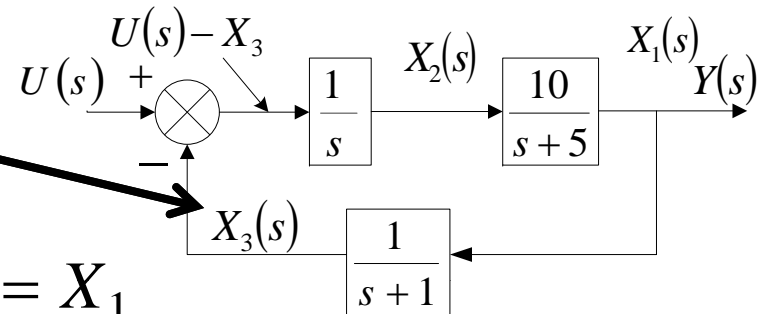 U(s)−X₃
U(s) + 1/s X₂(s) 10/(s+5) X₁(s) Y(s)
−
X₃(s) 1/(s+1)
= X₁